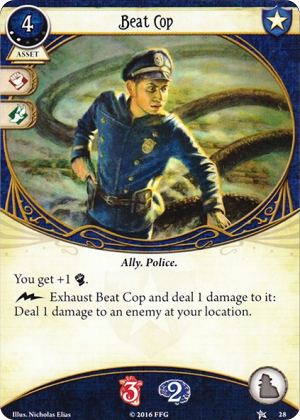 Beat Cop
4
ASSET
Ally. Police.
You get +1 .
Exhaust Beat Cop and deal 1 damage to it:
Deal 1 damage to an enemy at your location.
3 2
Illus. Nicholas Elias
© 2016 FFG
28